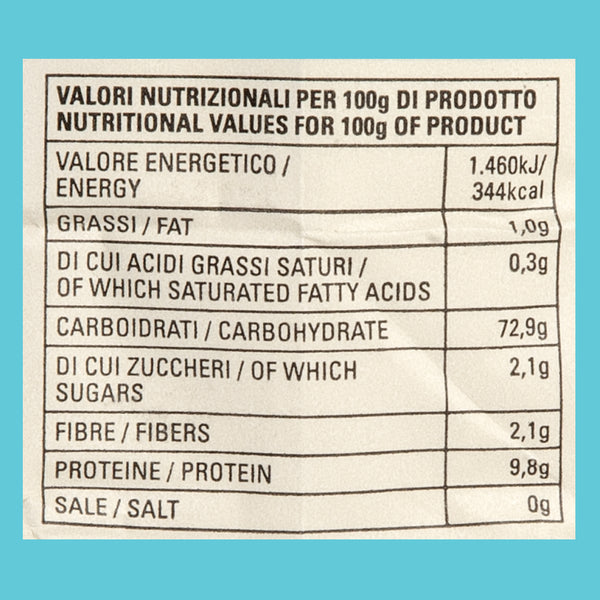 VALORI NUTRIZIONALI PER 100g DI PRODOTTO
NUTRITIONAL VALUES FOR 100g OF PRODUCT
VALORE ENERGETICO / 1.460kJ/
ENERGY 344kcal
GRASSI / FAT 1,0g
DI CUI ACIDI GRASSI SATURI / 0,3g
OF WHICH SATURATED FATTY ACIDS
CARBOIDRATI / CARBOHYDRATE 72,9g
DI CUI ZUCCHERI / OF WHICH 2,1g
SUGARS
FIBRE / FIBERS 2,1g
PROTEINE / PROTEIN 9,8g
SALE / SALT 0g